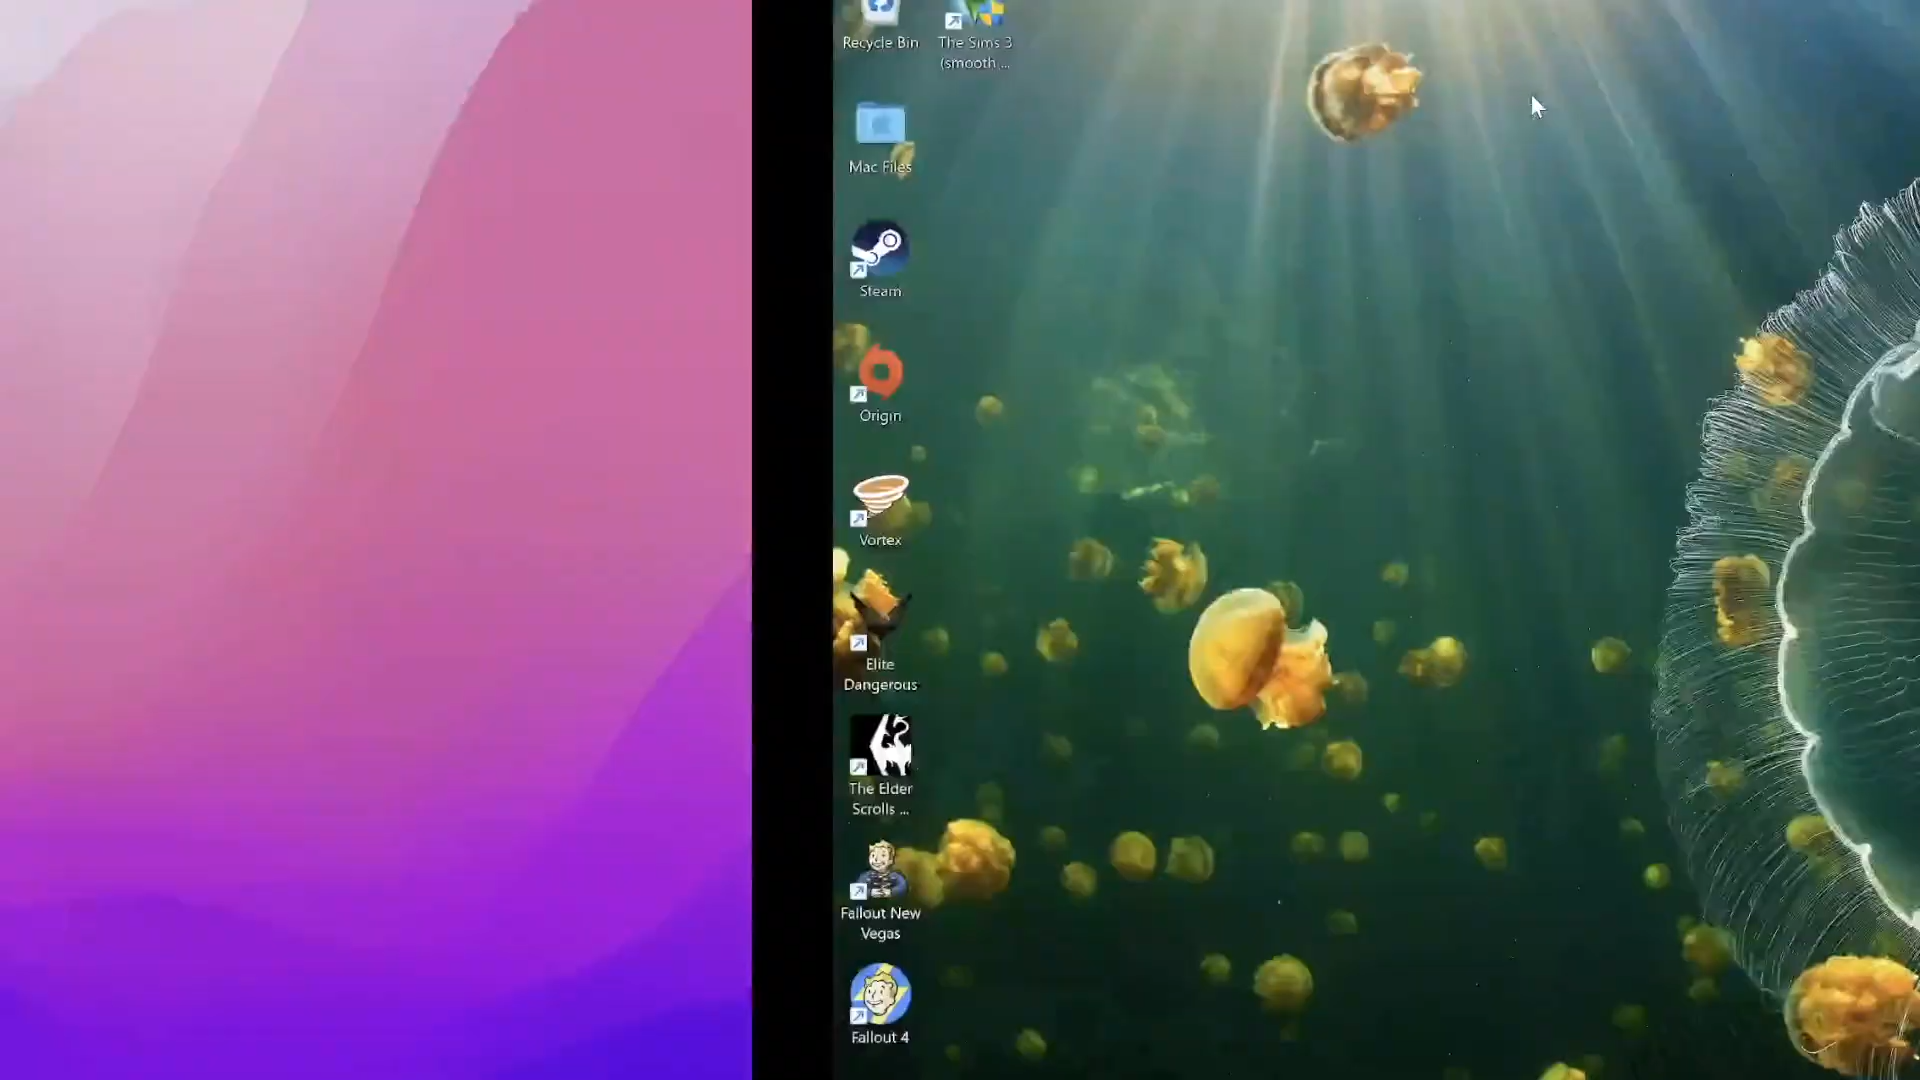 Recycle Bin
The Sims 3
(smooth ...
Mac Files
Steam
Origin
Vortex
Elite
Dangerous
The Elder
Scrolls ...
Fallout New
Vegas
Fallout 4